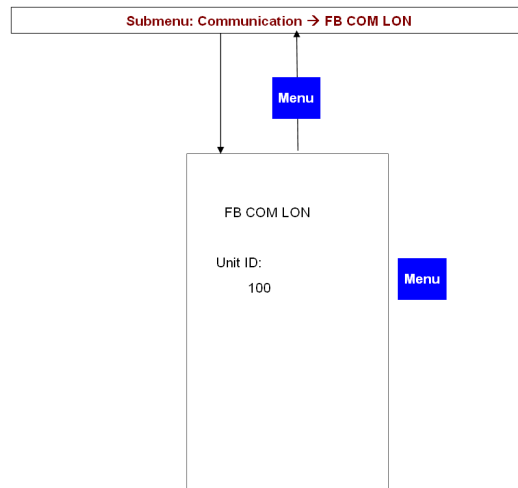 Submenu: Communication → FB COM LON
Menu
FB COM LON
Unit ID:
100
Menu